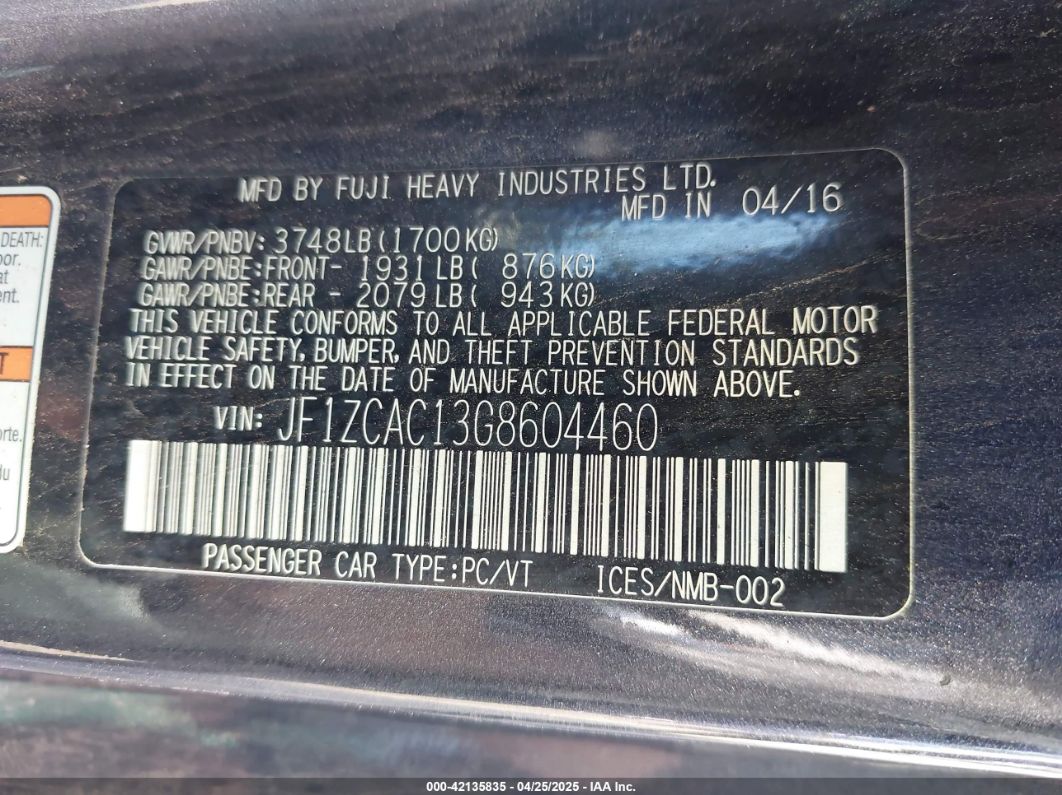 MFD BY FUJI HEAVY INDUSTRIES LTD.
MFD IN 04/16
GVWR/PNBV: 3748LB(1700KG)
GAWR/PNBE:FRONT- 1931LB( 876KG)
GAWR/PNBE:REAR - 2079LB( 943KG)
THIS VEHICLE CONFORMS TO ALL APPLICABLE FEDERAL MOTOR
VEHICLE SAFETY, BUMPER, AND THEFT PREVENTION STANDARDS
IN EFFECT ON THE DATE OF MANUFACTURE SHOWN ABOVE.
VIN: JF1ZCAC13G8604460
PASSENGER CAR TYPE:PC/VT ICES/NMB-002
DEATH:
000-42135835 - 04/25/2025 - IAA Inc.